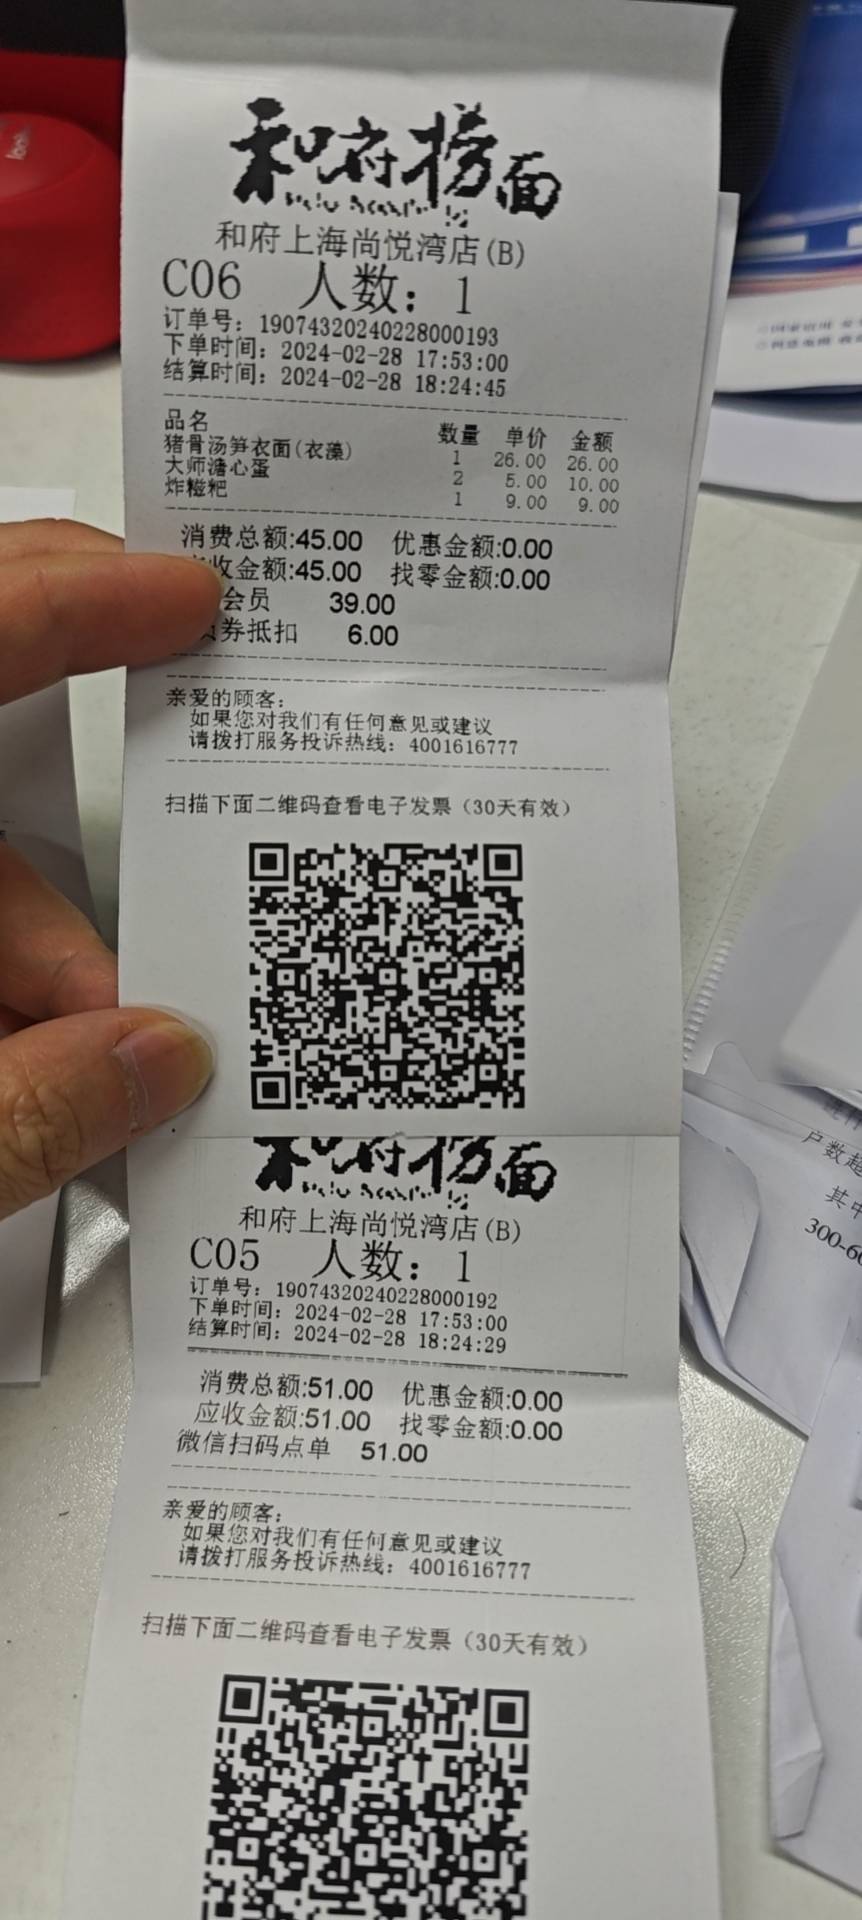 和府捞面
和府上海尚悦湾店(B)
C06 人数：1
订单号：19074320240228000193
下单时间：2024-02-28 17:53:00
结算时间：2024-02-28 18:24:45
品名 数量 单价 金额
猪骨汤笋衣面(衣藻) 1 26.00 26.00
大师溏心蛋 2 5.00 10.00
炸糍粑 1 9.00 9.00
消费总额:45.00 优惠金额:0.00
收金额:45.00 找零金额:0.00
会员 39.00
券抵扣 6.00
亲爱的顾客：
如果您对我们有任何意见或建议
请拨打服务投诉热线：4001616777
扫描下面二维码查看电子发票（30天有效）
和府捞面
和府上海尚悦湾店(B)
C05 人数：1
订单号：19074320240228000192
下单时间：2024-02-28 17:53:00
结算时间：2024-02-28 18:24:29
消费总额:51.00 优惠金额:0.00
应收金额:51.00 找零金额:0.00
微信扫码点单 51.00
亲爱的顾客：
如果您对我们有任何意见或建议
请拨打服务投诉热线：4001616777
扫描下面二维码查看电子发票（30天有效）
户数超
其中
300-60